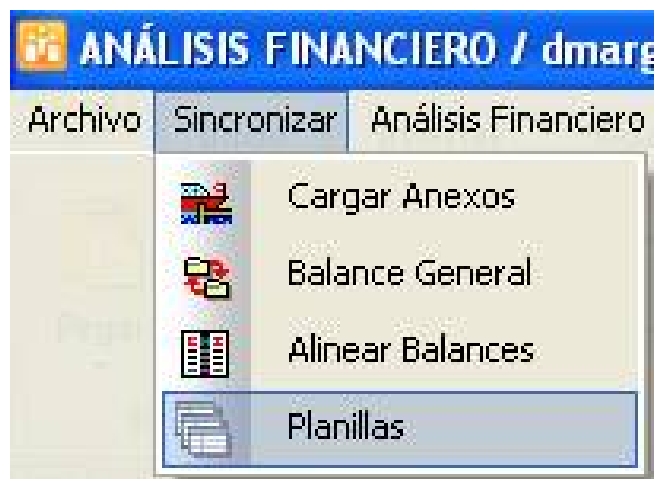 ANÁLISIS FINANCIERO / dmarg
Archivo Sincronizar Análisis Financiero
Cargar Anexos
Balance General
Alinear Balances
Planillas